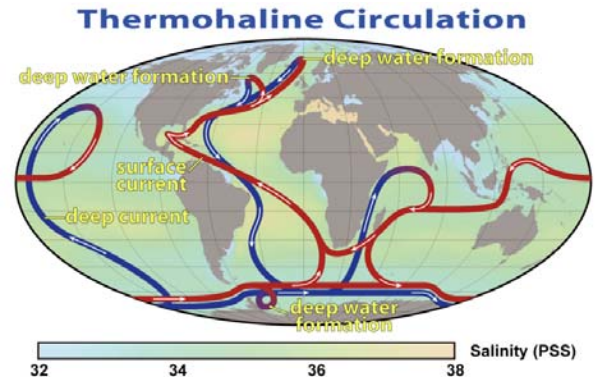 Thermohaline Circulation
deep water formation
deep water formation
surface
current
deep current
deep water
formation
Salinity (PSS)
32 34 36 38